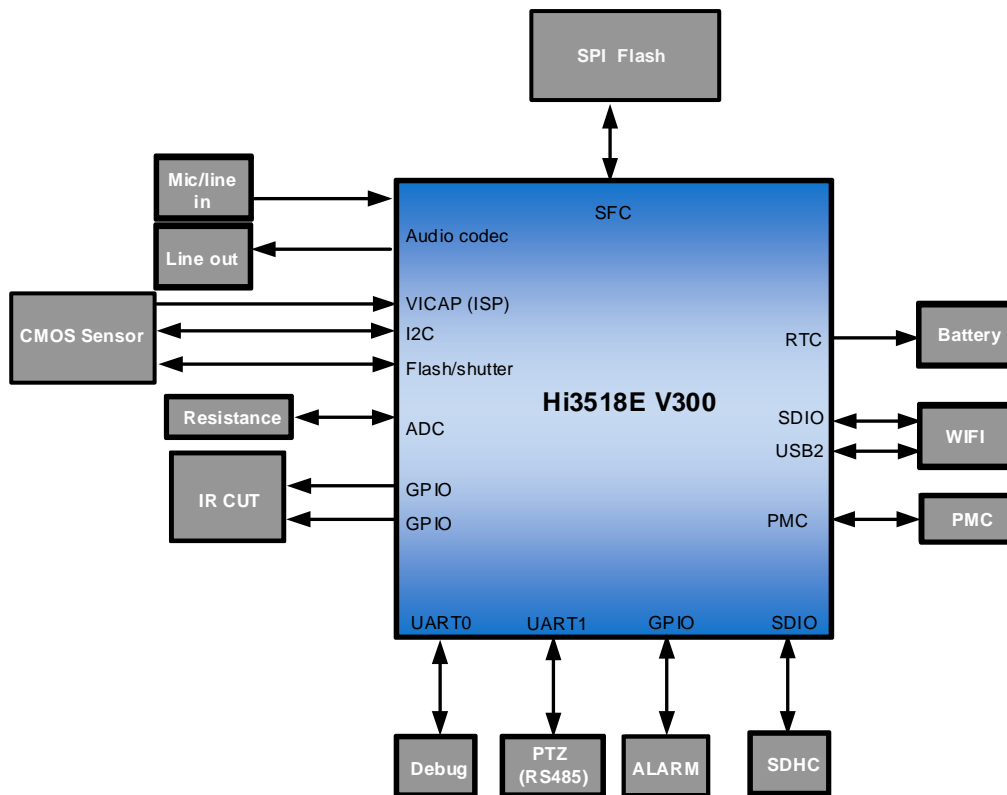 SPI Flash
Mic/line
in
SFC
Audio codec
Line out
VICAP (ISP)
CMOS Sensor
I2C
RTC
Battery
Flash/shutter
Hi3518E V300
Resistance
ADC
SDIO
WIFI
USB2
IR CUT
GPIO
GPIO
PMC
PMC
UART0
UART1
GPIO
SDIO
Debug
PTZ
(RS485)
ALARM
SDHC